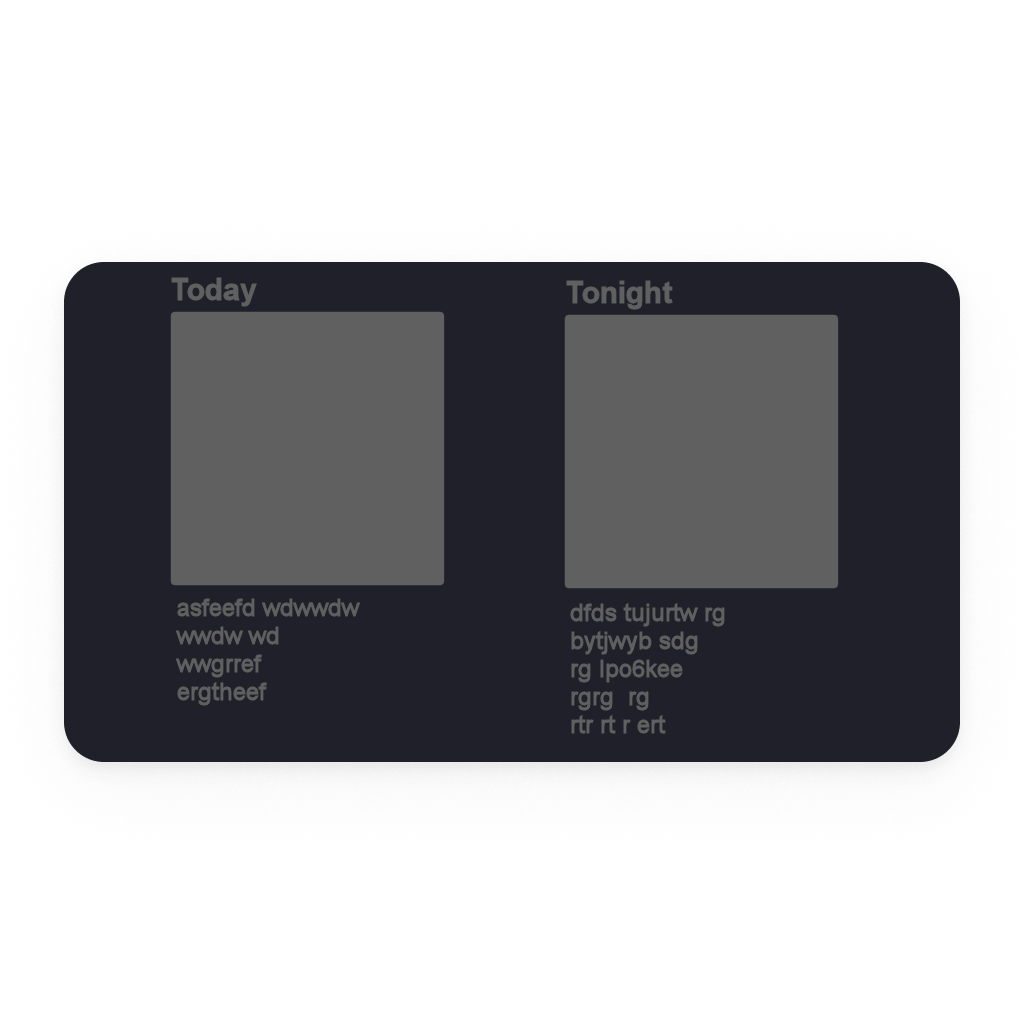 Today
asfeefd wdwwdw
wwdw wd
wwgrref
ergtheef
Tonight
dfds tujurtw rg
bytjwyb sdg
rg lpo6kee
rgrg  rg
rtr rt r ert